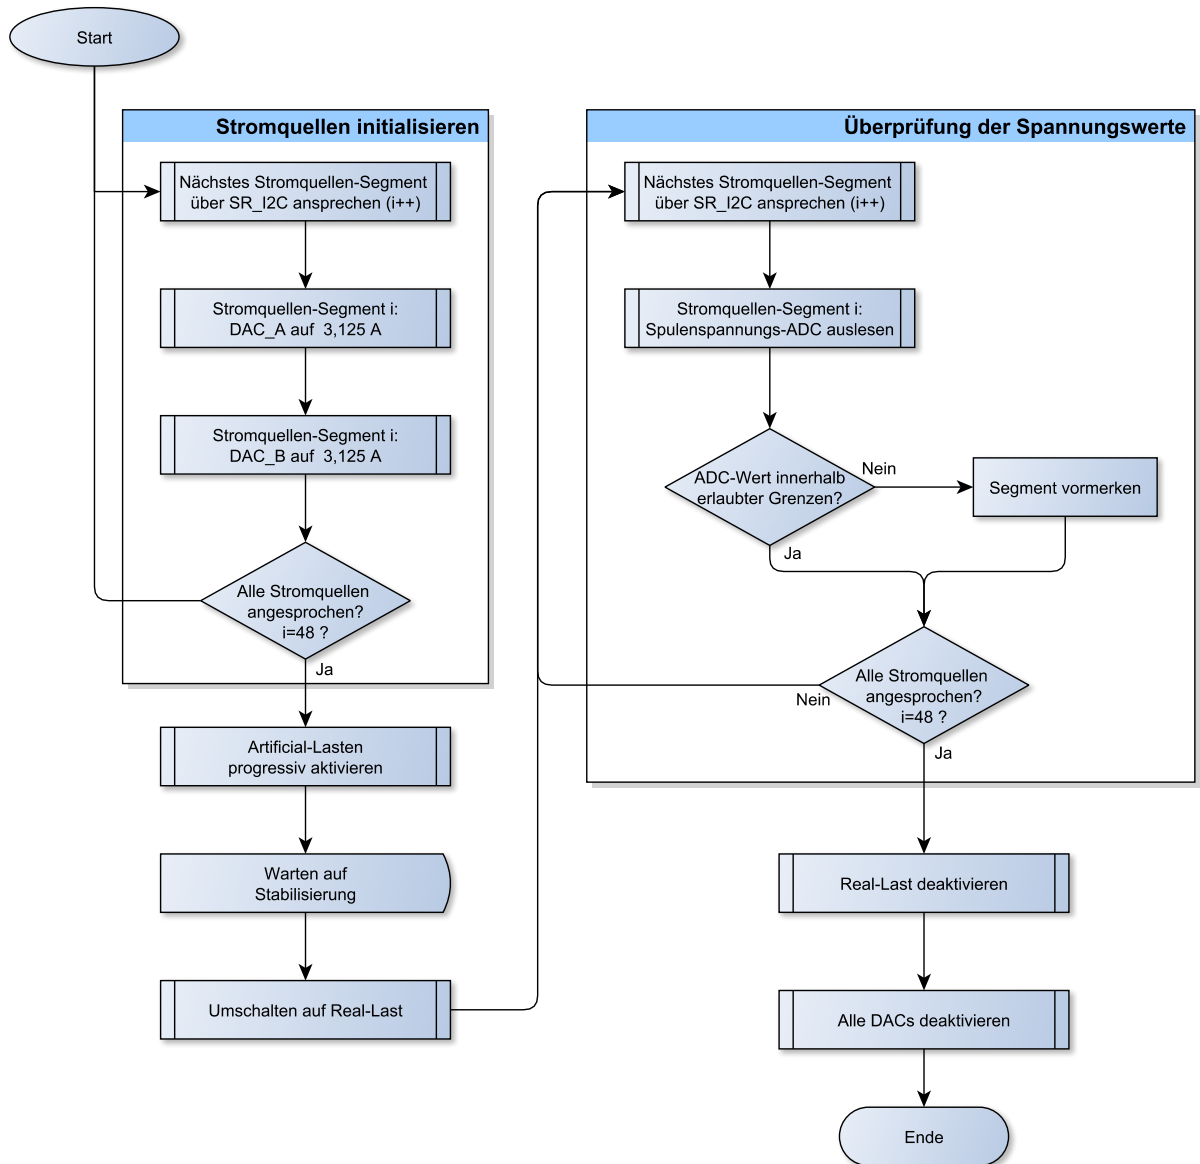 Start
Stromquellen initialisieren
Nächstes Stromquellen-Segment
über SR_I2C ansprechen (i++)
Stromquellen-Segment i:
DAC_A auf 3,125 A
Stromquellen-Segment i:
DAC_B auf 3,125 A
Alle Stromquellen
angesprochen?
i=48 ?
Ja
Artificial-Lasten
progressiv aktivieren
Warten auf
Stabilisierung
Umschalten auf Real-Last
Überprüfung der Spannungswerte
Nächstes Stromquellen-Segment
über SR_I2C ansprechen (i++)
Stromquellen-Segment i:
Spulenspannungs-ADC auslesen
ADC-Wert innerhalb
erlaubter Grenzen?
Nein
Segment vormerken
Ja
Alle Stromquellen
angesprochen?
i=48 ?
Nein
Ja
Real-Last deaktivieren
Alle DACs deaktivieren
Ende